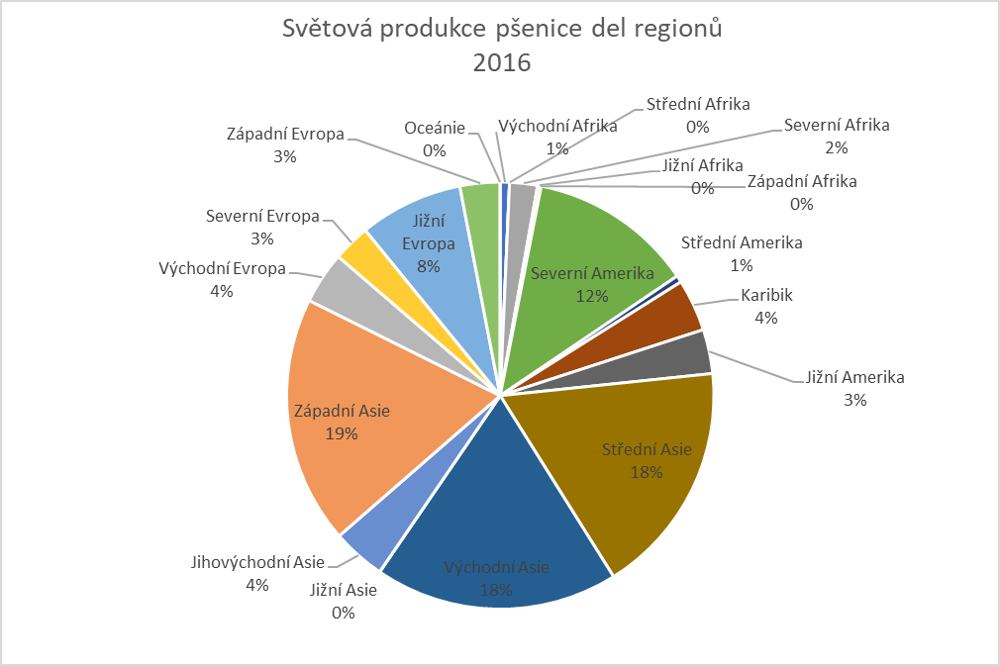 Světová produkce pšenice del regionů
2016
Střední Afrika
0%
Východní Afrika
1%
Severní Afrika
2%
Oceánie
0%
Západní Evropa
3%
Jižní Afrika
0%
Západní Afrika
0%
Severní Evropa
3%
Jižní
Evropa
8%
Střední Amerika
1%
Východní Evropa
4%
Severní Amerika
12%
Karibik
4%
Jižní Amerika
3%
Západní Asie
19%
Střední Asie
18%
Jihovýchodní Asie
4%
Východní Asie
18%
Jižní Asie
0%